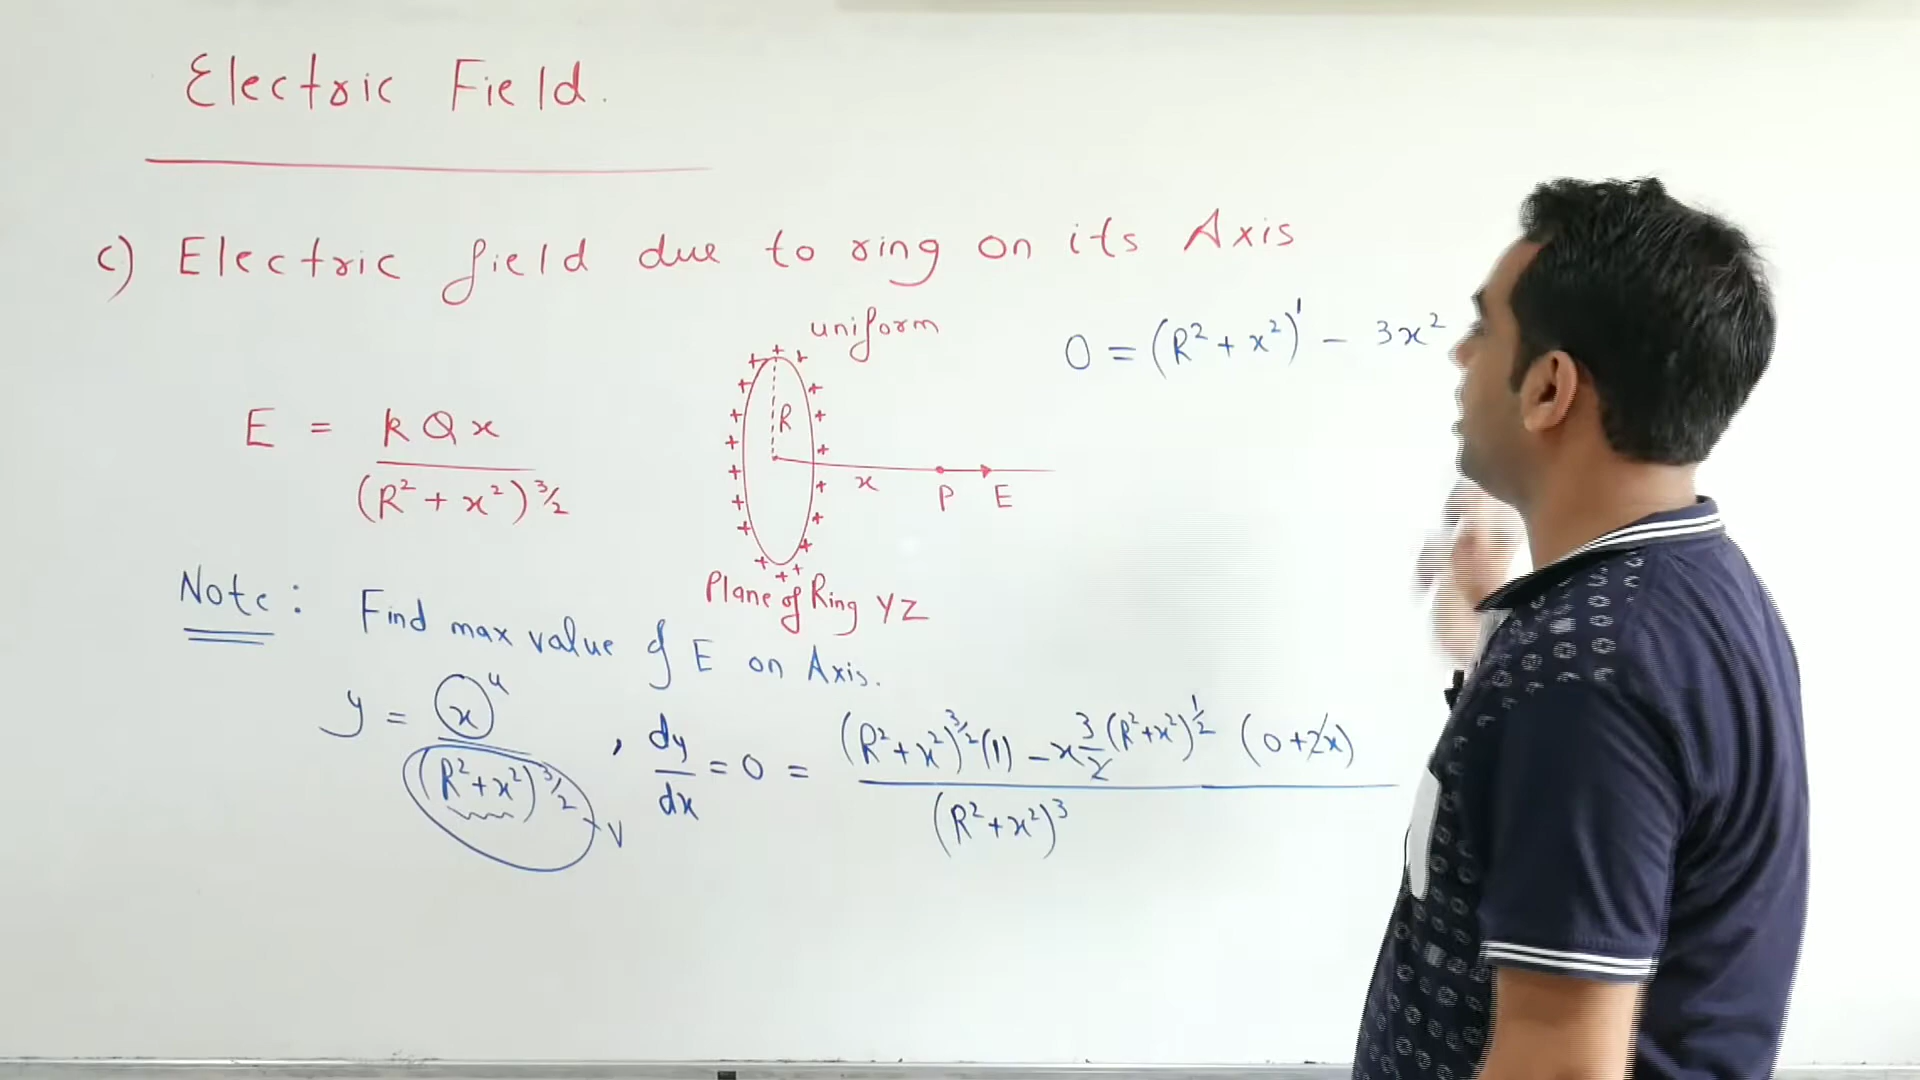 Electric Field.
c) Electric field due to ring on its Axis
uniform
0 = (R² + x²)¹ - 3x²
E = kQx / (R² + x²)^3/2
R
x
P E
Plane of Ring YZ
Note: Find max value of E on Axis.
y = x / (R²+x²)^3/2 , dy/dx = 0 = (R²+x²)^3/2 (1) - x 3/2 (R²+x²)^1/2 (0+2x) / (R²+x²)³
u
v